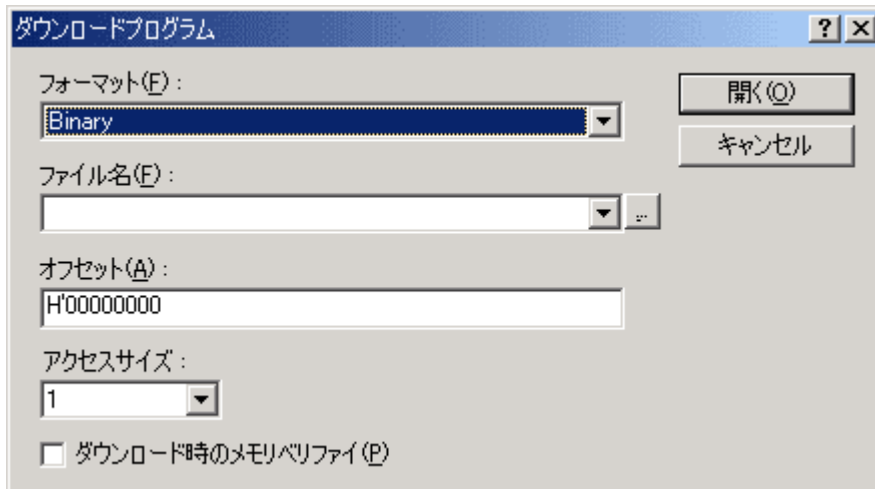 ダウンロードプログラム
フォーマット(F) :
Binary
開く(O)
キャンセル
ファイル名(F) :
...
オフセット(A) :
H'00000000
アクセスサイズ :
1
ダウンロード時のメモリベリファイ(P)